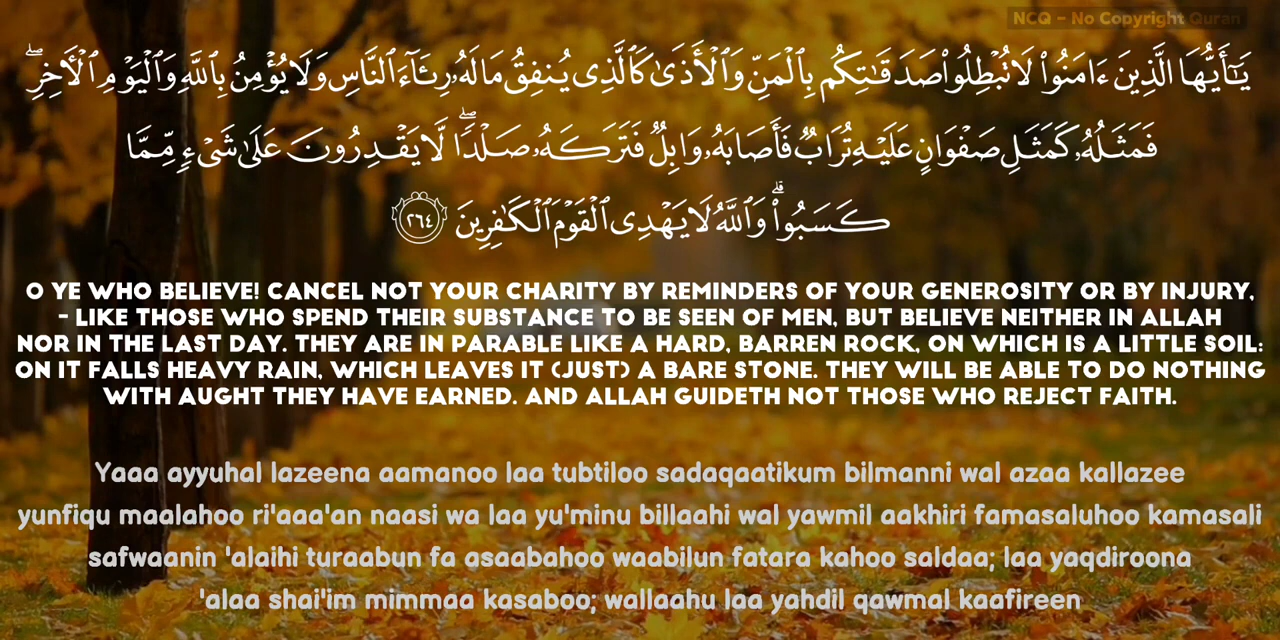 NCQ - No Copyright Quran
يَـٰٓأَيُّهَا ٱلَّذِينَ ءَامَنُوا۟ لَا تُبْطِلُوا۟ صَدَقَـٰتِكُم بِٱلْمَنِّ وَٱلْأَذَىٰ كَٱلَّذِى يُنفِقُ مَالَهُۥ رِئَآءَ ٱلنَّاسِ وَلَا يُؤْمِنُ بِٱللَّهِ وَٱلْيَوْمِ ٱلْـَٔاخِرِ ۖ
فَمَثَلُهُۥ كَمَثَلِ صَفْوَانٍ عَلَيْهِ تُرَابٌ فَأَصَابَهُۥ وَابِلٌ فَتَرَكَهُۥ صَلْدًا ۖ لَّا يَقْدِرُونَ عَلَىٰ شَىْءٍ مِّمَّا
كَسَبُوا۟ ۗ وَٱللَّهُ لَا يَهْدِى ٱلْقَوْمَ ٱلْكَـٰفِرِينَ ٢٦٤
O YE WHO BELIEVE! CANCEL NOT YOUR CHARITY BY REMINDERS OF YOUR GENEROSITY OR BY INJURY,
- LIKE THOSE WHO SPEND THEIR SUBSTANCE TO BE SEEN OF MEN, BUT BELIEVE NEITHER IN ALLAH
NOR IN THE LAST DAY. THEY ARE IN PARABLE LIKE A HARD, BARREN ROCK, ON WHICH IS A LITTLE SOIL:
ON IT FALLS HEAVY RAIN, WHICH LEAVES IT (JUST) A BARE STONE. THEY WILL BE ABLE TO DO NOTHING
WITH AUGHT THEY HAVE EARNED. AND ALLAH GUIDETH NOT THOSE WHO REJECT FAITH.
Yaaa ayyuhal lazeena aamanoo laa tubtiloo sadaqaatikum bilmanni wal azaa kallazee
yunfiqu maalahoo ri'aaa'an naasi wa laa yu'minu billaahi wal yawmil aakhiri famasaluhoo kamasali
safwaanin 'alaihi turaabun fa asaabahoo waabilun fatara kahoo saldaa; laa yaqdiroona
'alaa shai'im mimmaa kasaboo; wallaahu laa yahdil qawmal kaafireen